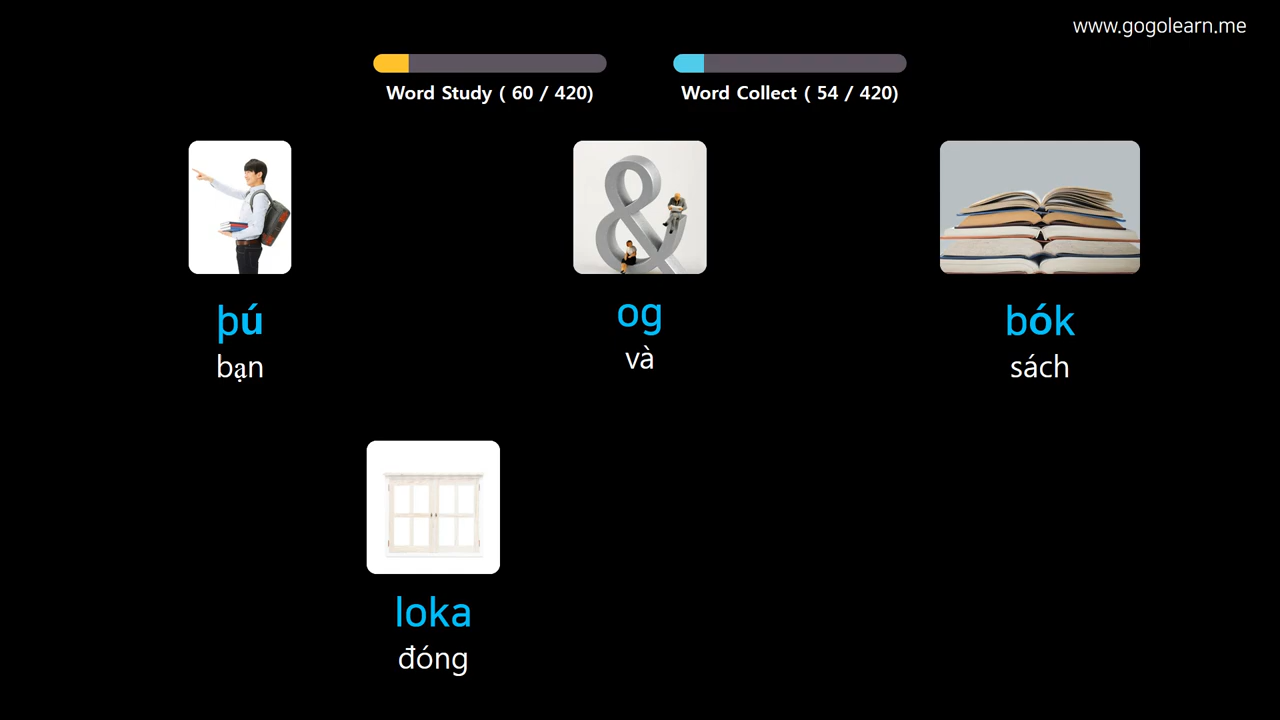 www.gogolearn.me
Word Study ( 60 / 420)
Word Collect ( 54 / 420)
þú
bạn
og
và
bók
sách
loka
đóng